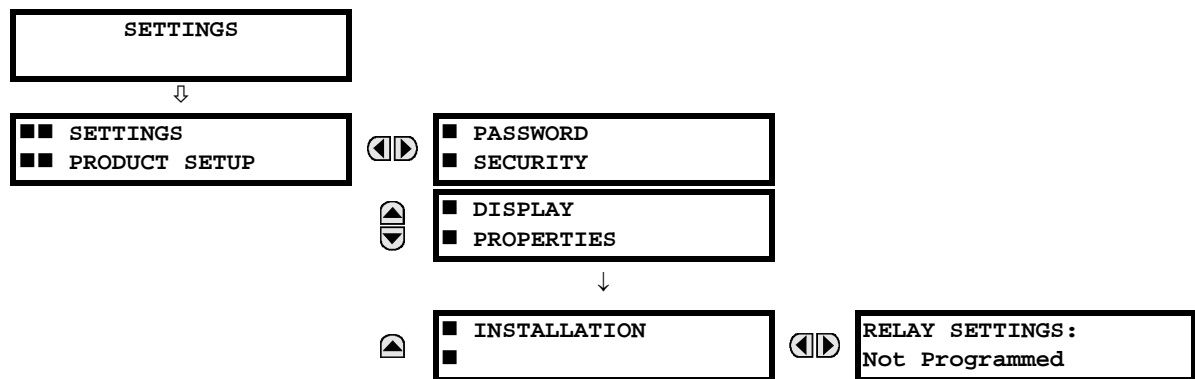 SETTINGS
■■ SETTINGS
■■ PRODUCT SETUP
■ PASSWORD
■ SECURITY
■ DISPLAY
■ PROPERTIES
↓
■ INSTALLATION
■
RELAY SETTINGS:
Not Programmed